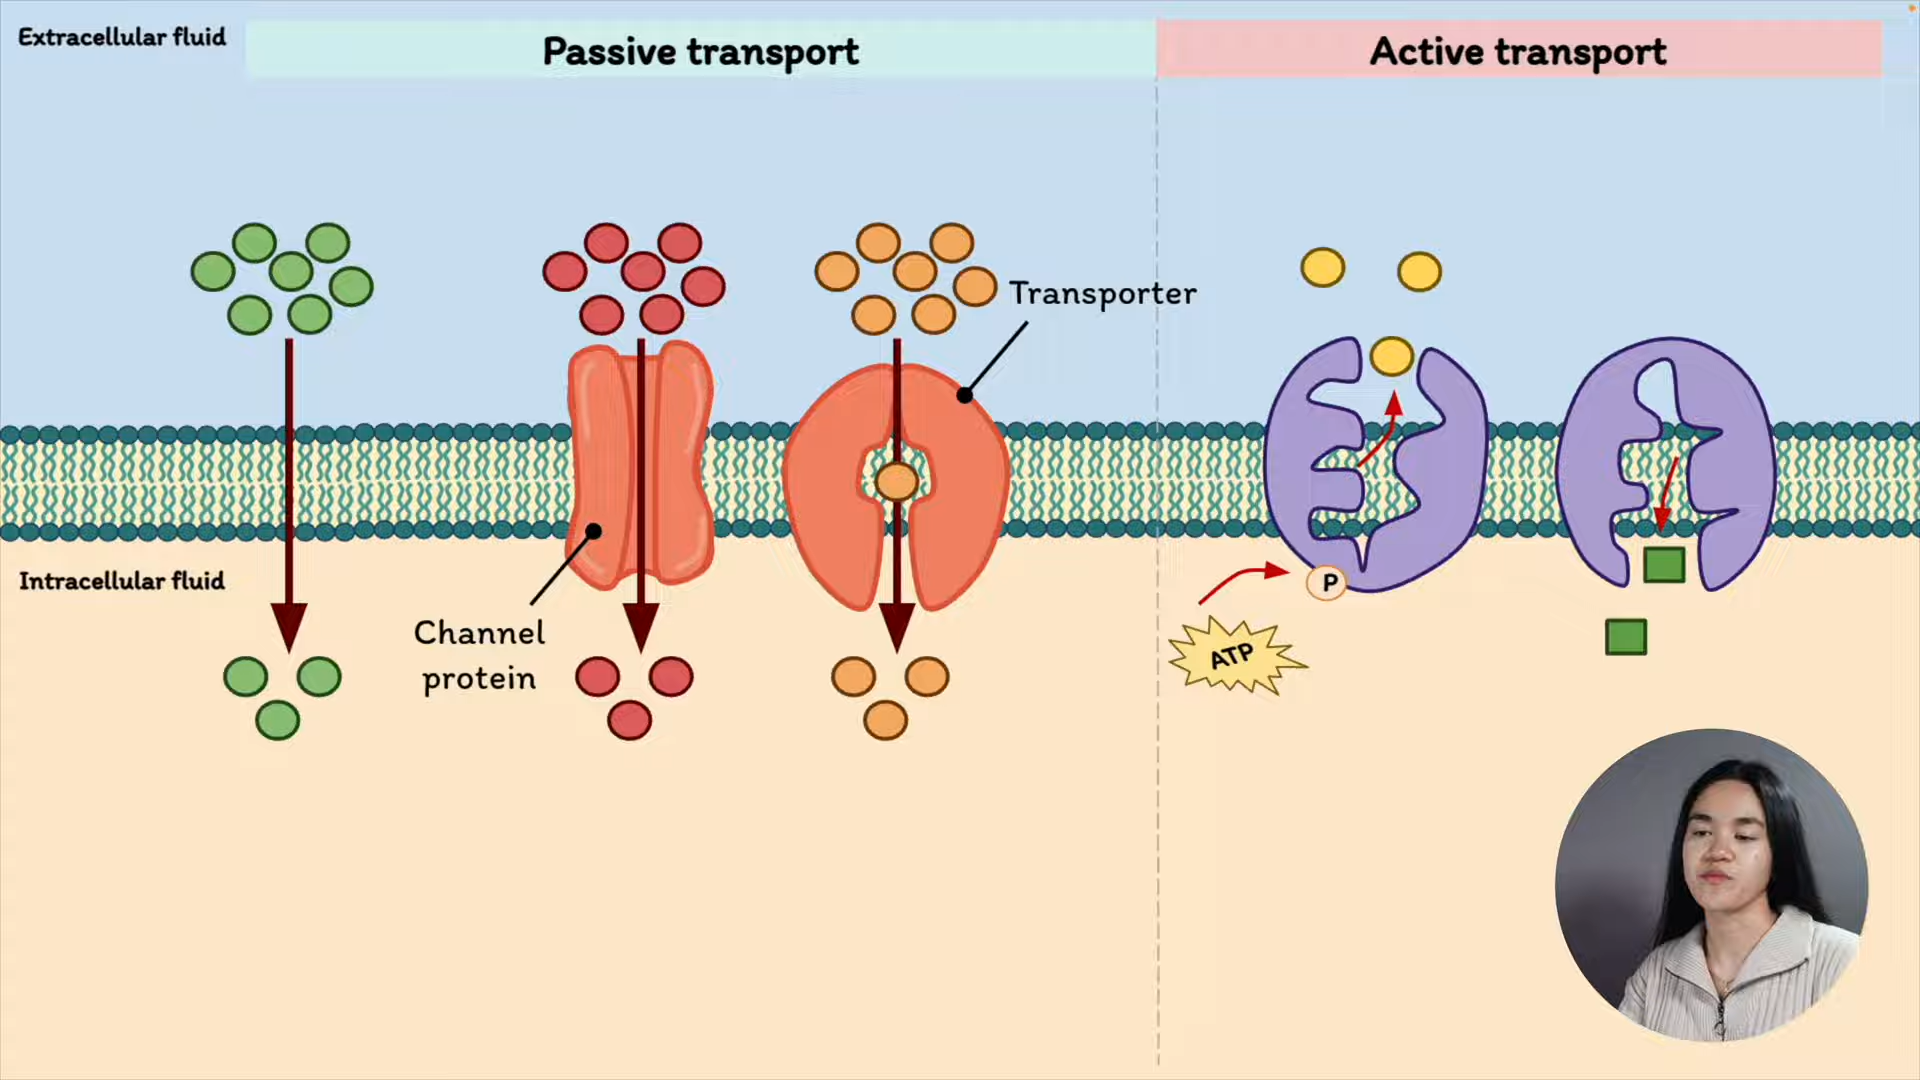 Extracellular fluid
Passive transport
Active transport
Transporter
Intracellular fluid
P
Channel
protein
ATP